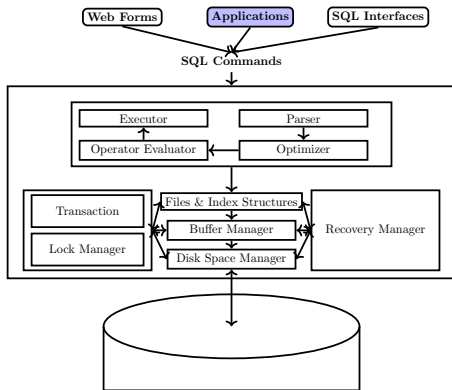 Web Forms
Applications
SQL Interfaces
SQL Commands
Executor
Parser
Operator Evaluator
Optimizer
Files & Index Structures
Transaction
Buffer Manager
Recovery Manager
Lock Manager
Disk Space Manager